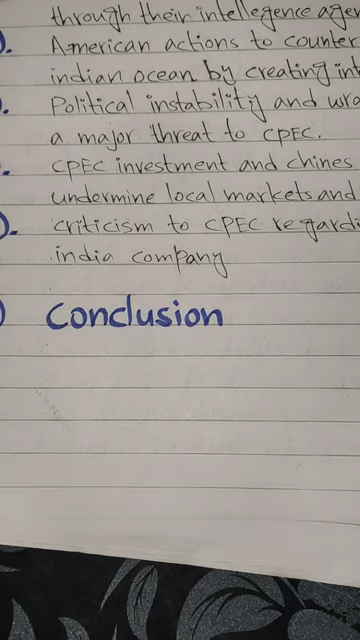 through their intellegence agen
American actions to counter
indian ocean by creating int
Political instability and wro
a major threat to CPEC.
CPEC investment and chines
undermine local markets and
criticism to CPEC regardi
india company
Conclusion